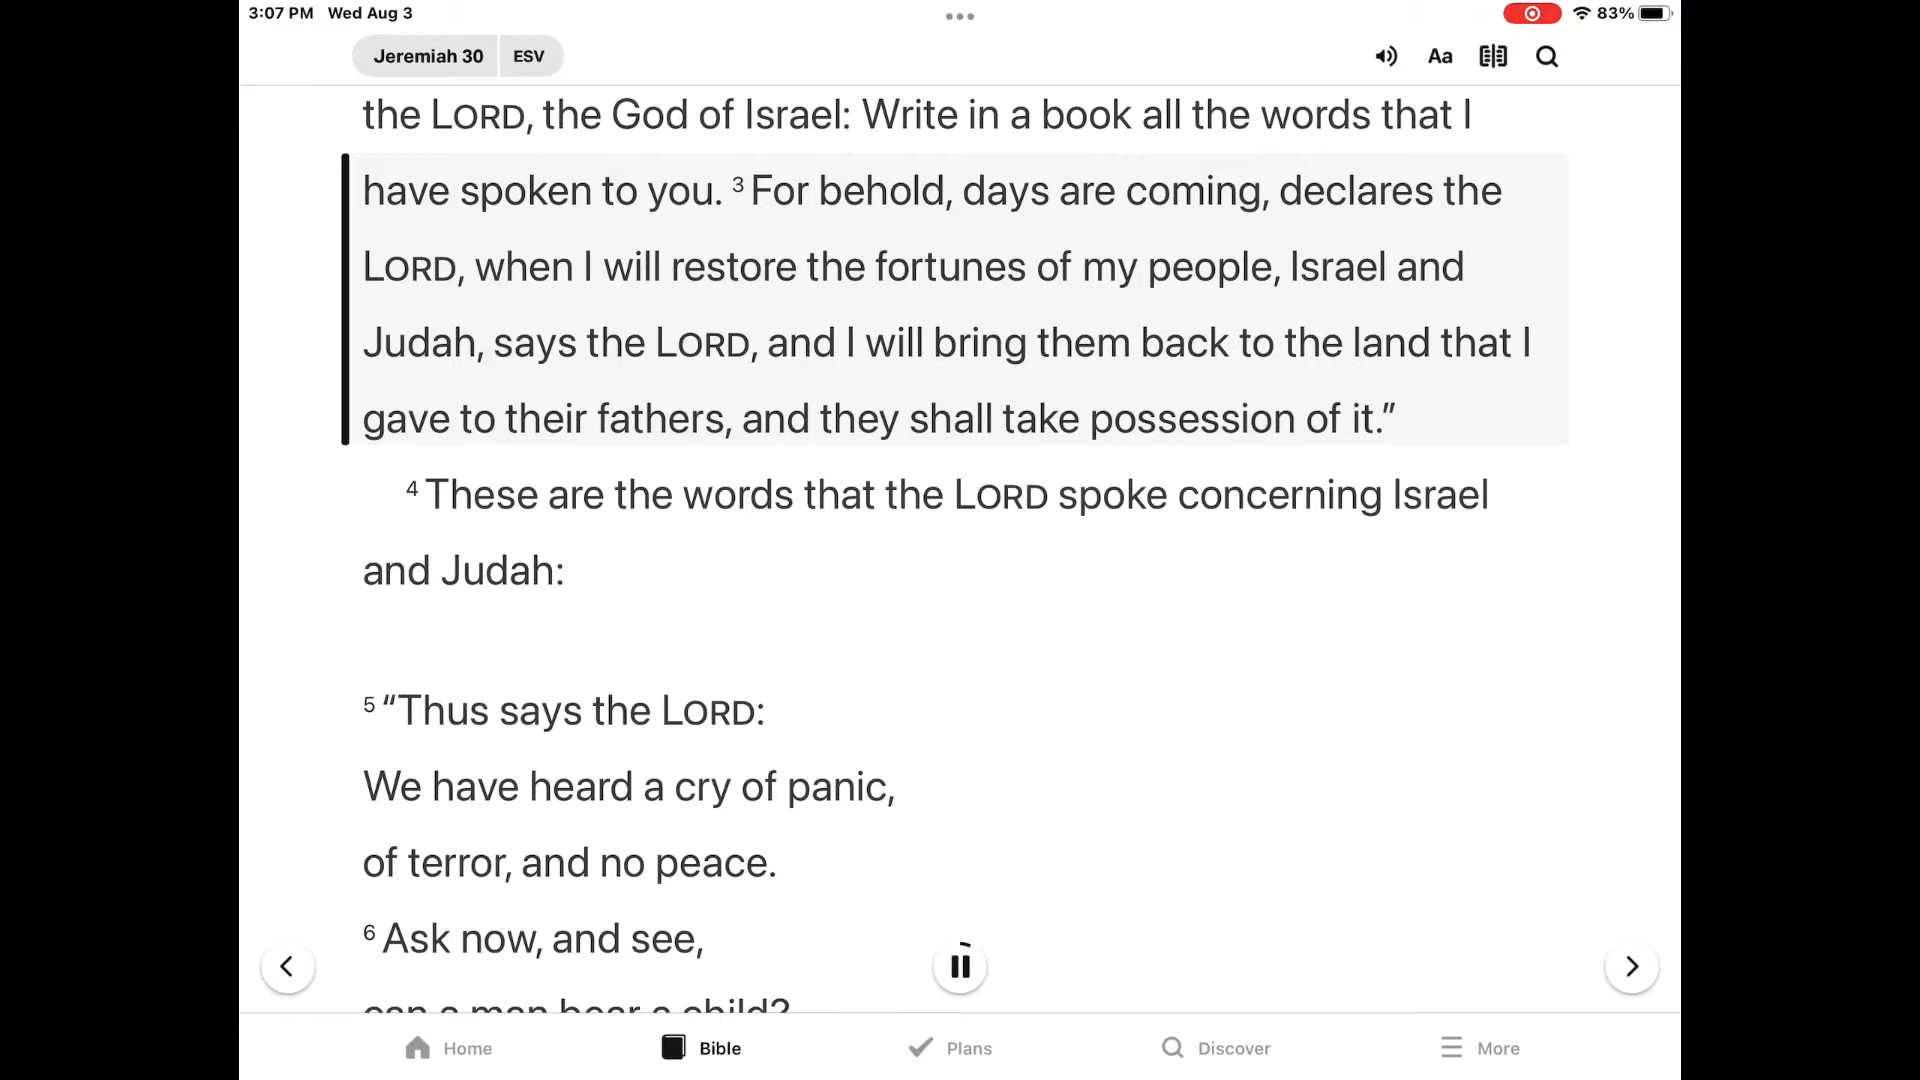 3:07 PM Wed Aug 3
83%
Jeremiah 30 ESV
Aa
the LORD, the God of Israel: Write in a book all the words that I
have spoken to you. 3 For behold, days are coming, declares the
LORD, when I will restore the fortunes of my people, Israel and
Judah, says the LORD, and I will bring them back to the land that I
gave to their fathers, and they shall take possession of it.”
4 These are the words that the LORD spoke concerning Israel
and Judah:
5 “Thus says the LORD:
We have heard a cry of panic,
of terror, and no peace.
6 Ask now, and see,
can a man bear a child?
Home Bible Plans Discover More